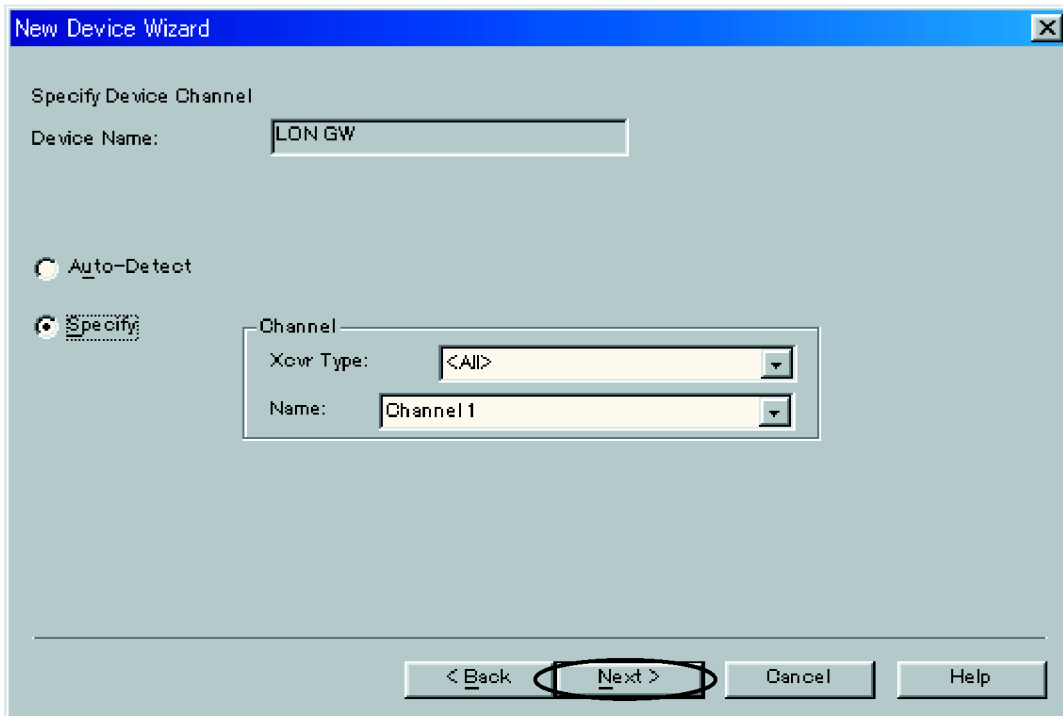 New Device Wizard
Specify Device Channel
Device Name: LON GW
Auto-Detect
Specify
Channel
Xcvr Type: <All>
Name: Channel 1
< Back Next > Cancel Help